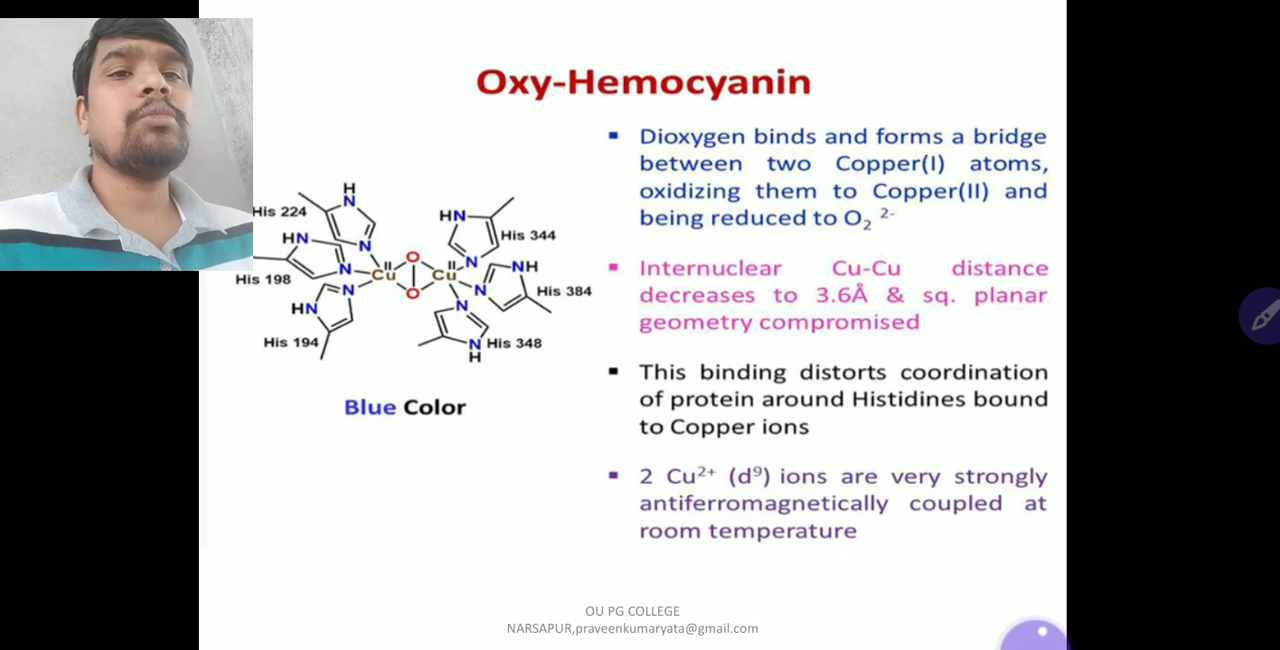 Oxy-Hemocyanin
▪ Dioxygen binds and forms a bridge
between two Copper(I) atoms,
oxidizing them to Copper(II) and
being reduced to O₂ ²⁻
▪ Internuclear Cu-Cu distance
decreases to 3.6Å & sq. planar
geometry compromised
▪ This binding distorts coordination
of protein around Histidines bound
to Copper ions
▪ 2 Cu²⁺ (d⁹) ions are very strongly
antiferromagnetically coupled at
room temperature
H
N
His 224
HN
N
His 198
N
HN
His 194
N
II
Cu
O
O
II
Cu
HN
His 344
N
NH
N
His 384
N
N His 348
H
Blue Color
OU PG COLLEGE
NARSAPUR,praveenkumaryata@gmail.com